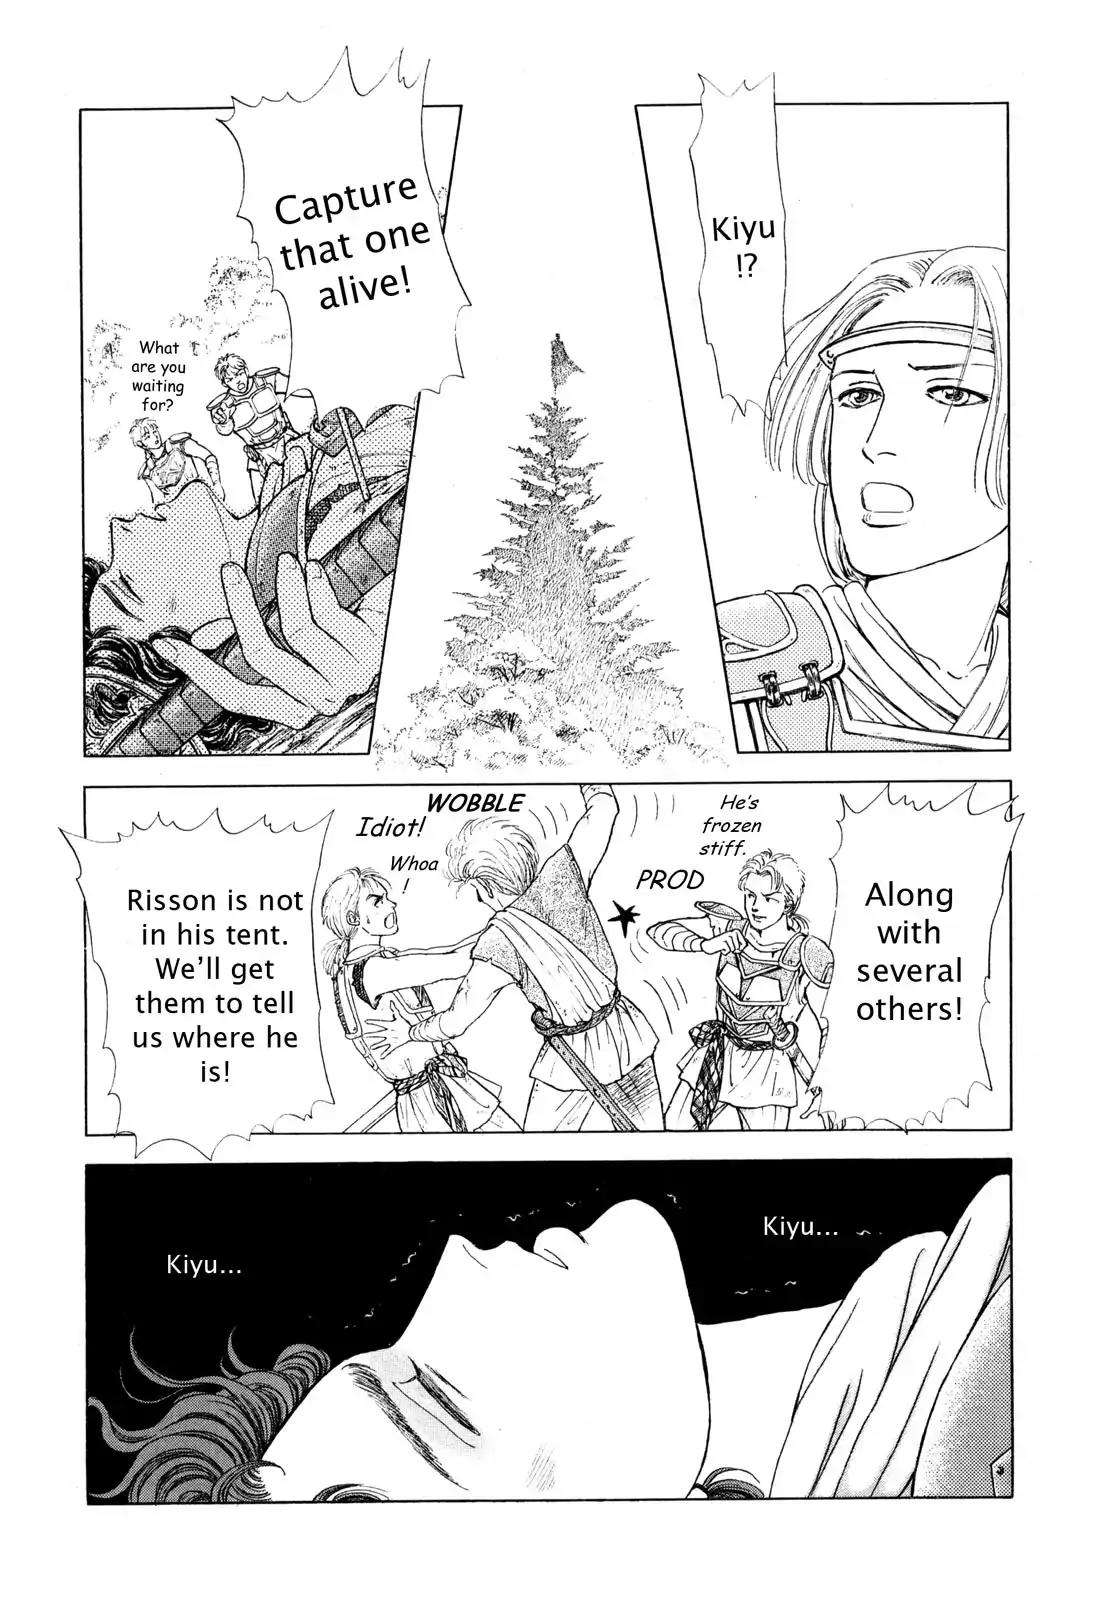 Kiyu
!?
Capture
that one
alive!
What
are you
waiting
for?
Along
with
several
others!
He's
frozen
stiff.
PROD
WOBBLE
Idiot!
Whoa
!
Risson is not
in his tent.
We'll get
them to tell
us where he
is!
Kiyu...
Kiyu...